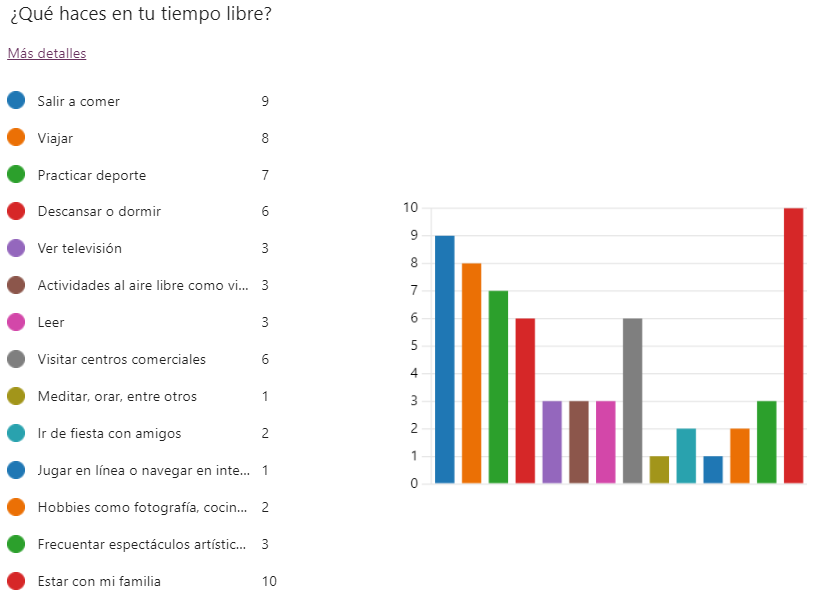 ¿Qué haces en tu tiempo libre?
Más detalles
Salir a comer 9
Viajar 8
Practicar deporte 7
Descansar o dormir 6
Ver televisión 3
Actividades al aire libre como vi... 3
Leer 3
Visitar centros comerciales 6
Meditar, orar, entre otros 1
Ir de fiesta con amigos 2
Jugar en línea o navegar en inte... 1
Hobbies como fotografía, cocin... 2
Frecuentar espectáculos artístic... 3
Estar con mi familia 10
10
9
8
7
6
5
4
3
2
1
0